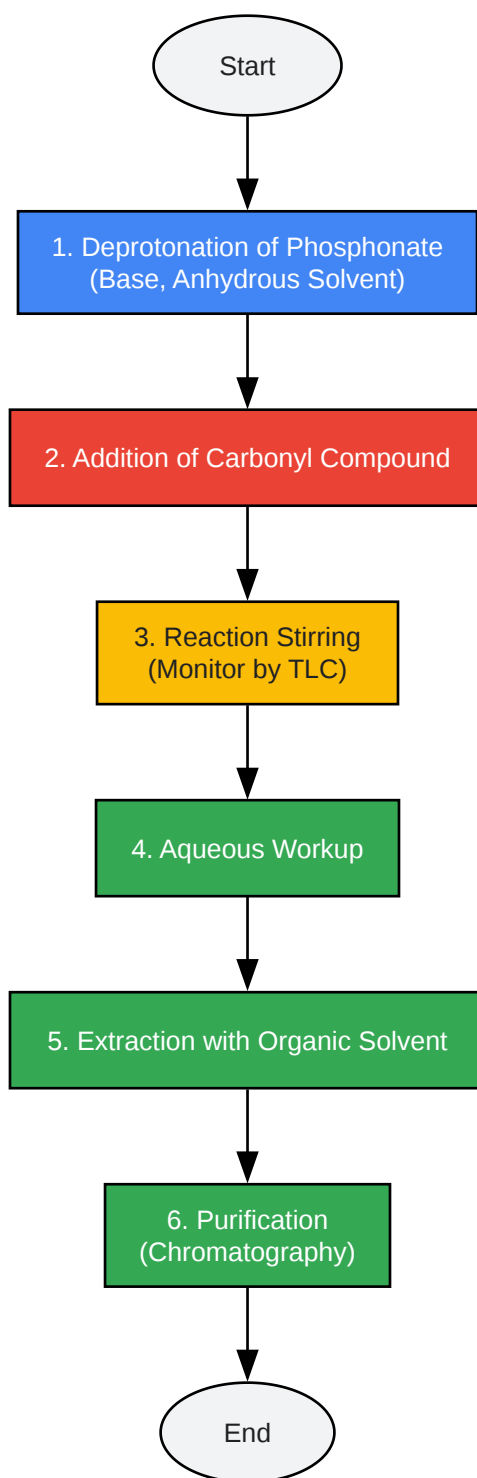 Start
1. Deprotonation of Phosphonate
(Base, Anhydrous Solvent)
2. Addition of Carbonyl Compound
3. Reaction Stirring
(Monitor by TLC)
4. Aqueous Workup
5. Extraction with Organic Solvent
6. Purification
(Chromatography)
End